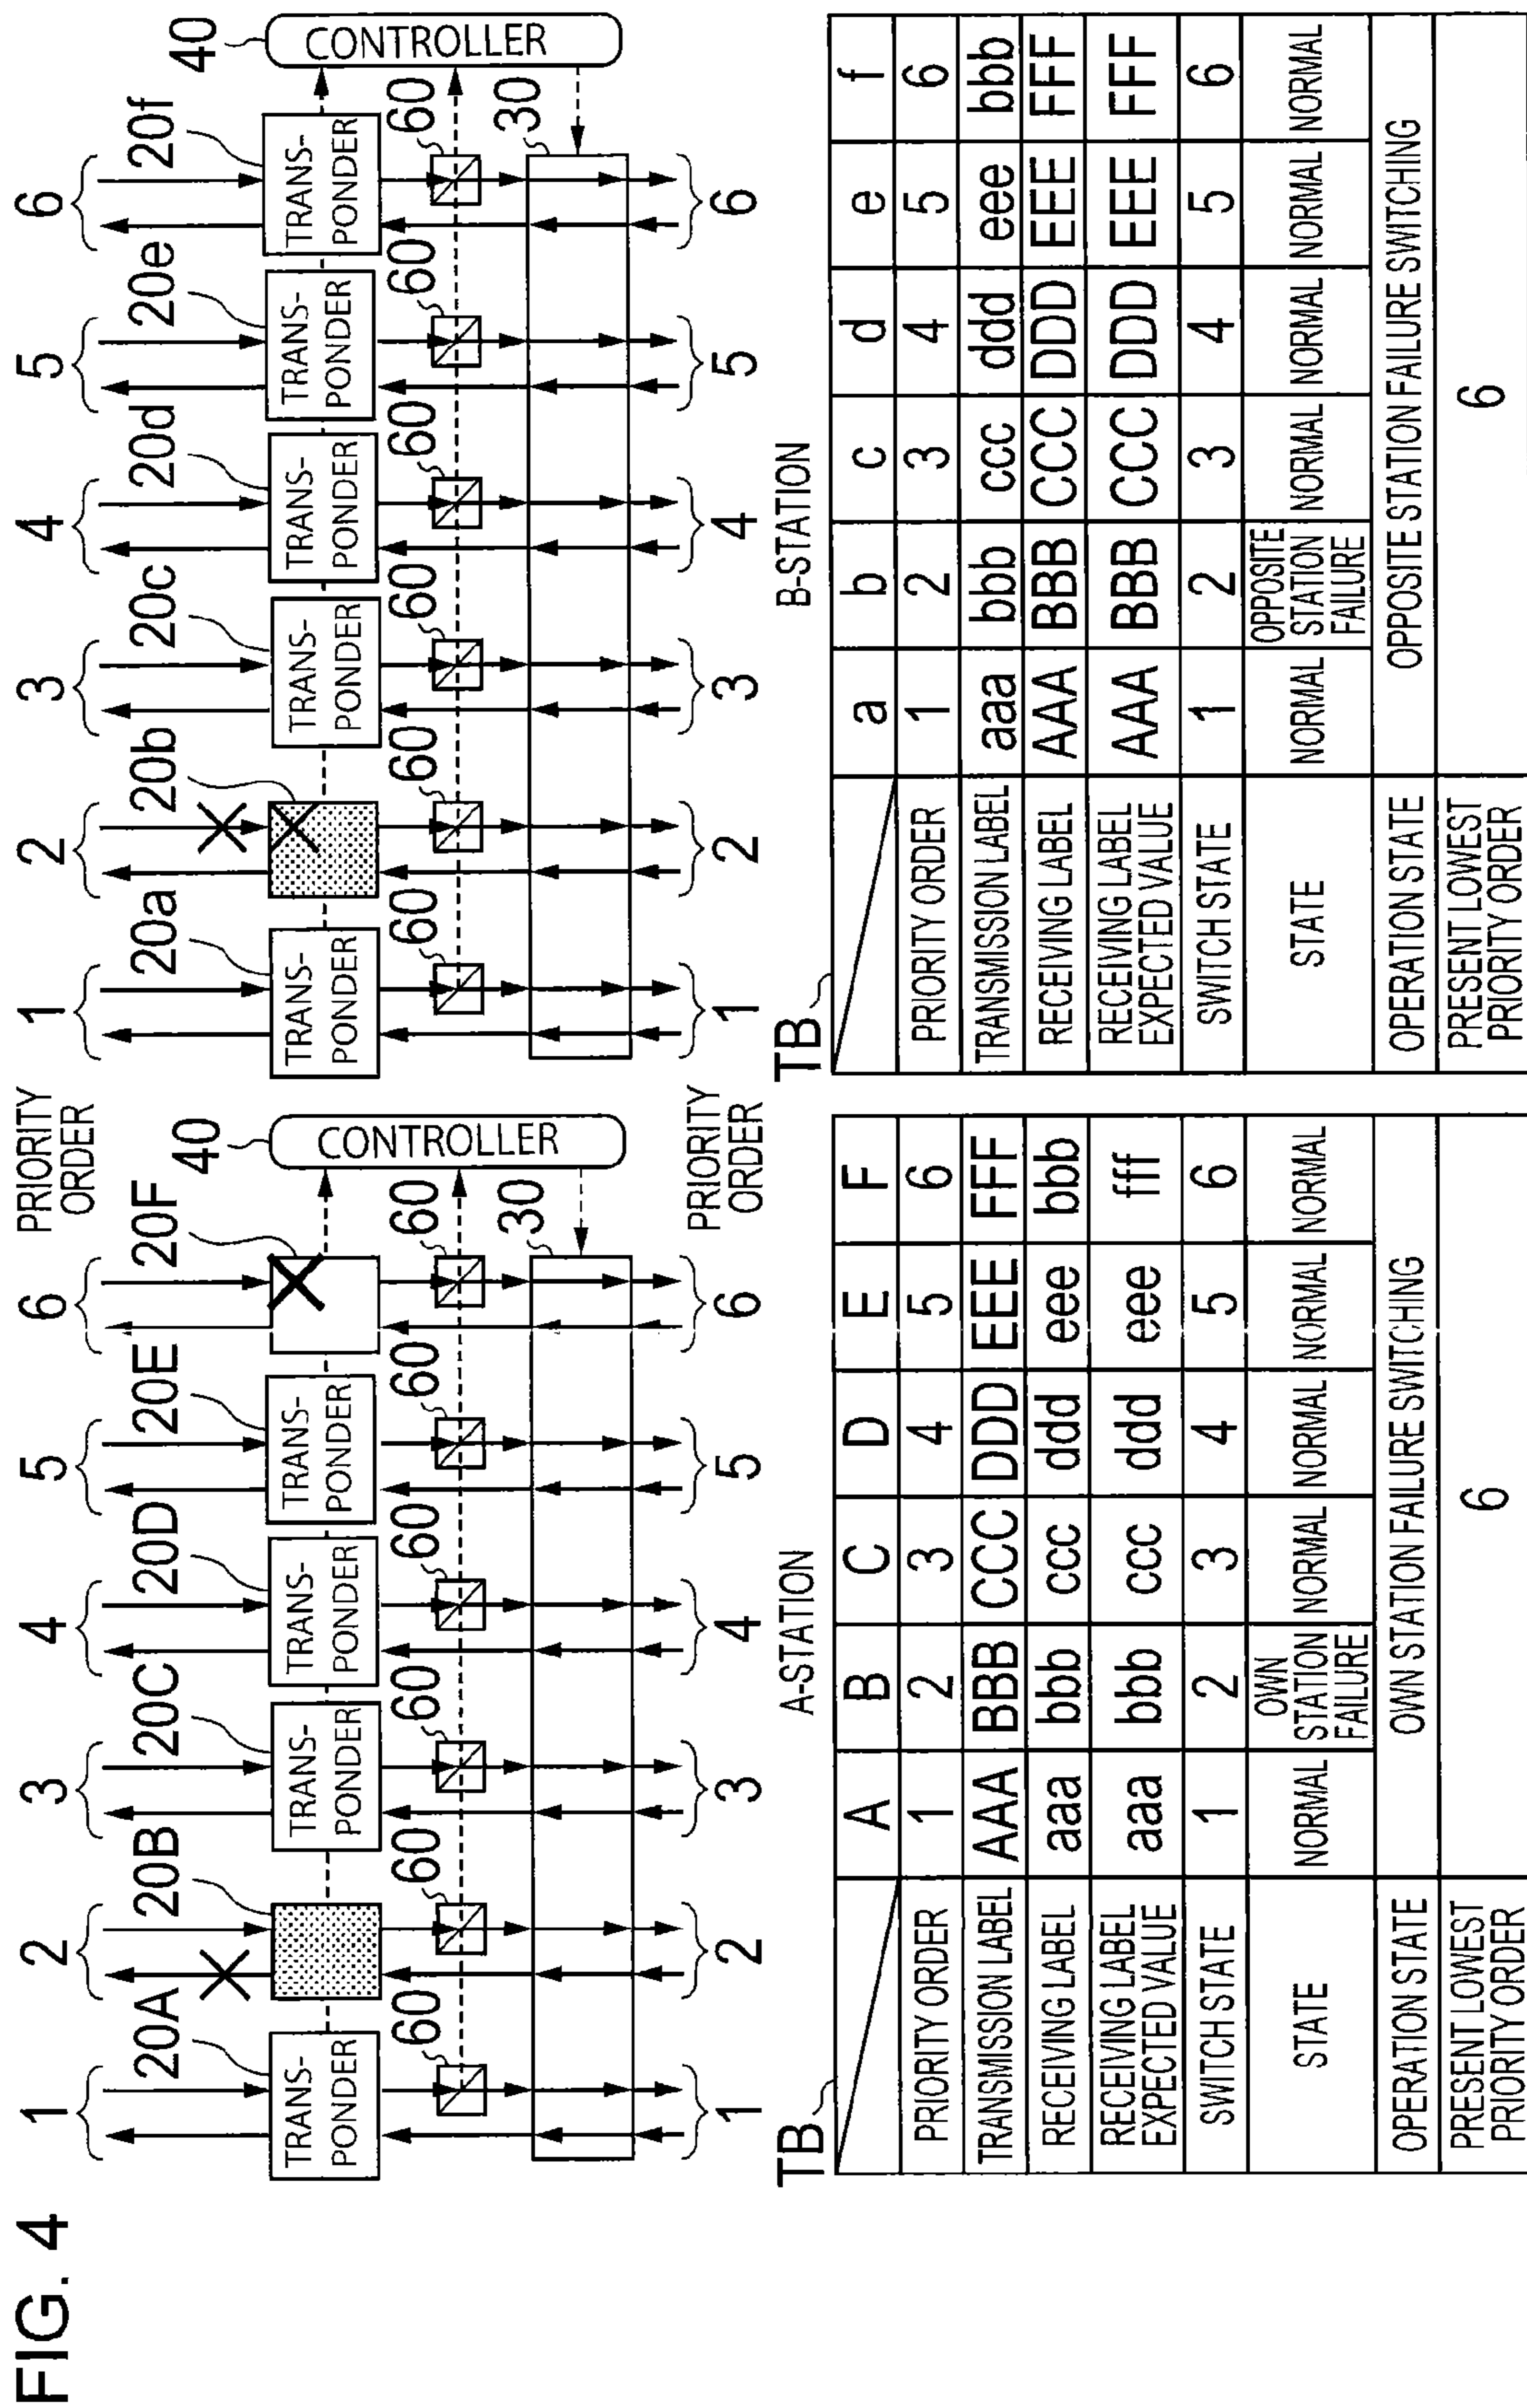 FIG. 4
PRIORITY
ORDER
1 2 3 4 5 6
20A 20B 20C 20D 20E 20F 40
TRANS-
PONDER
TRANS-
PONDER
TRANS-
PONDER
TRANS-
PONDER
CONTROLLER
60 60 60 60 60 60
30
1 2 3 4 5 6
PRIORITY
ORDER
A-STATION
TB
A B C D E F
PRIORITY ORDER 1 2 3 4 5 6
TRANSMISSION LABEL AAA BBB CCC DDD EEE FFF
RECEIVING LABEL aaa bbb ccc ddd eee bbb
RECEIVING LABEL
EXPECTED VALUE aaa bbb ccc ddd eee fff
SWITCH STATE 1 2 3 4 5 6
STATE NORMAL OWN
STATION
FAILURE NORMAL NORMAL NORMAL NORMAL
OPERATION STATE OWN STATION FAILURE SWITCHING
PRESENT LOWEST
PRIORITY ORDER 6
1 2 3 4 5 6
20a 20b 20c 20d 20e 20f 40
TRANS-
PONDER
TRANS-
PONDER
TRANS-
PONDER
TRANS-
PONDER
TRANS-
PONDER
CONTROLLER
60 60 60 60 60 60
30
1 2 3 4 5 6
B-STATION
TB
a b c d e f
PRIORITY ORDER 1 2 3 4 5 6
TRANSMISSION LABEL aaa bbb ccc ddd eee bbb
RECEIVING LABEL AAA BBB CCC DDD EEE FFF
RECEIVING LABEL
EXPECTED VALUE AAA BBB CCC DDD EEE FFF
SWITCH STATE 1 2 3 4 5 6
STATE NORMAL OPPOSITE
STATION
FAILURE NORMAL NORMAL NORMAL NORMAL
OPERATION STATE OPPOSITE STATION FAILURE SWITCHING
PRESENT LOWEST
PRIORITY ORDER 6